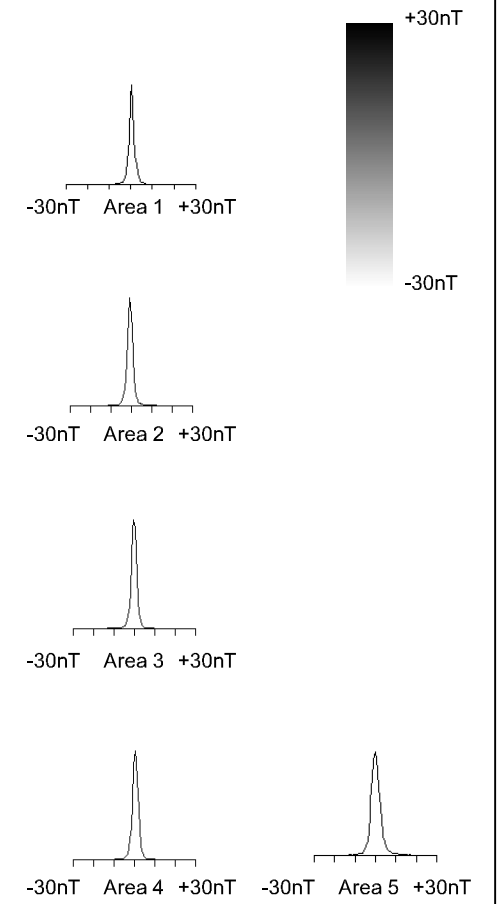 +30nT
-30nT Area 1 +30nT
-30nT
-30nT Area 2 +30nT
-30nT Area 3 +30nT
-30nT Area 4 +30nT -30nT Area 5 +30nT